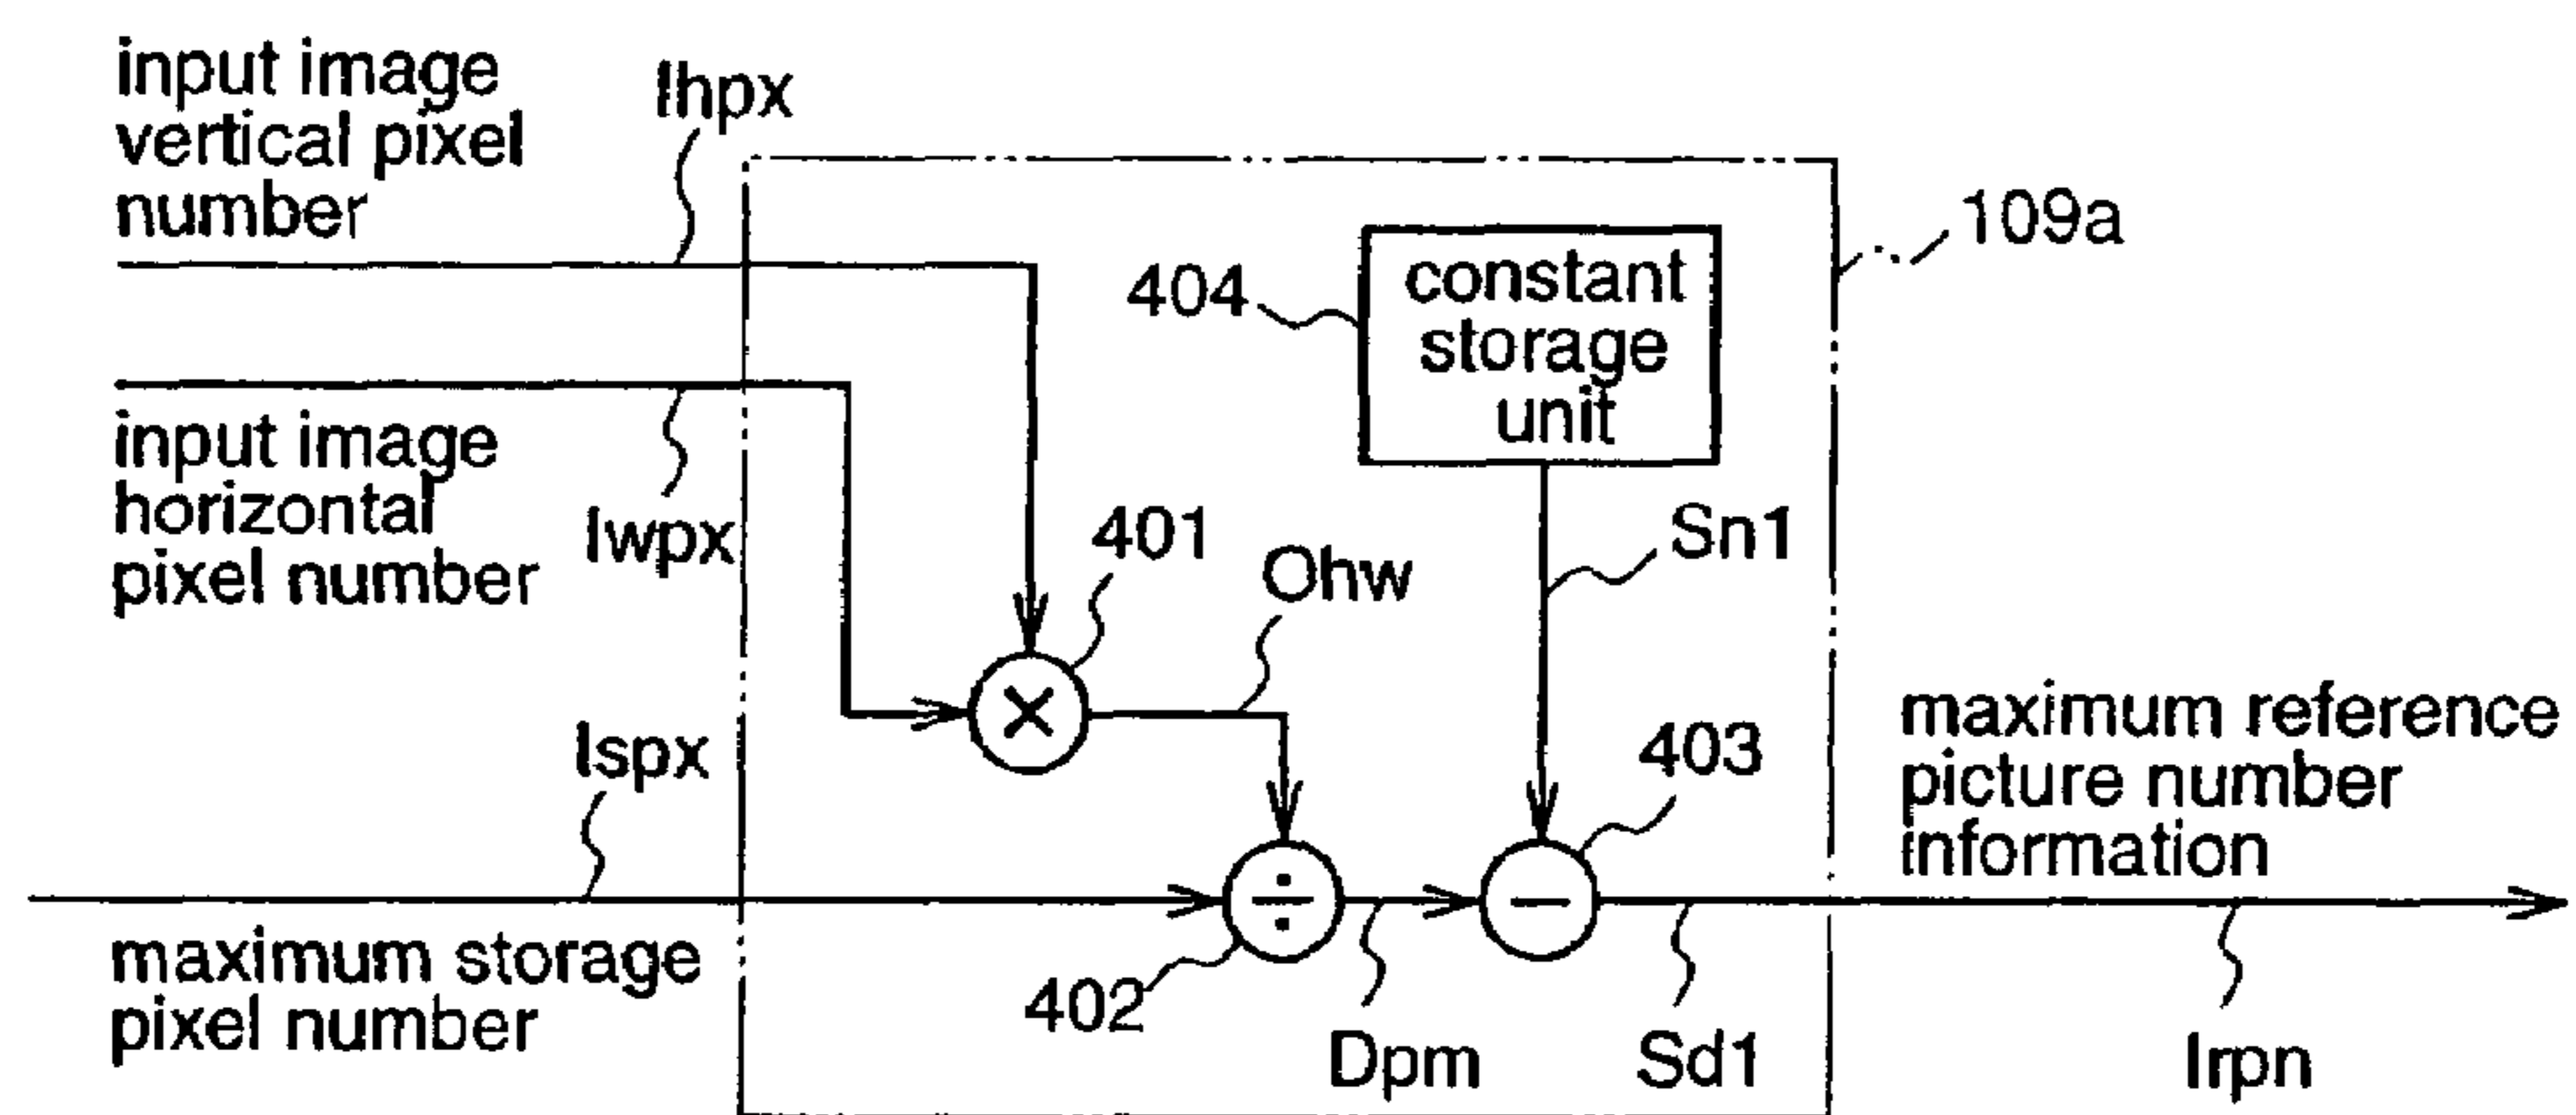 input image
vertical pixel
number
Ihpx
109a
404
constant
storage
unit
input image
horizontal
pixel number
Iwpx
401
Ohw
Sn1
×
Ispx
403
maximum reference
picture number
information
÷
−
maximum storage
pixel number
402
Dpm
Sd1
Irpn